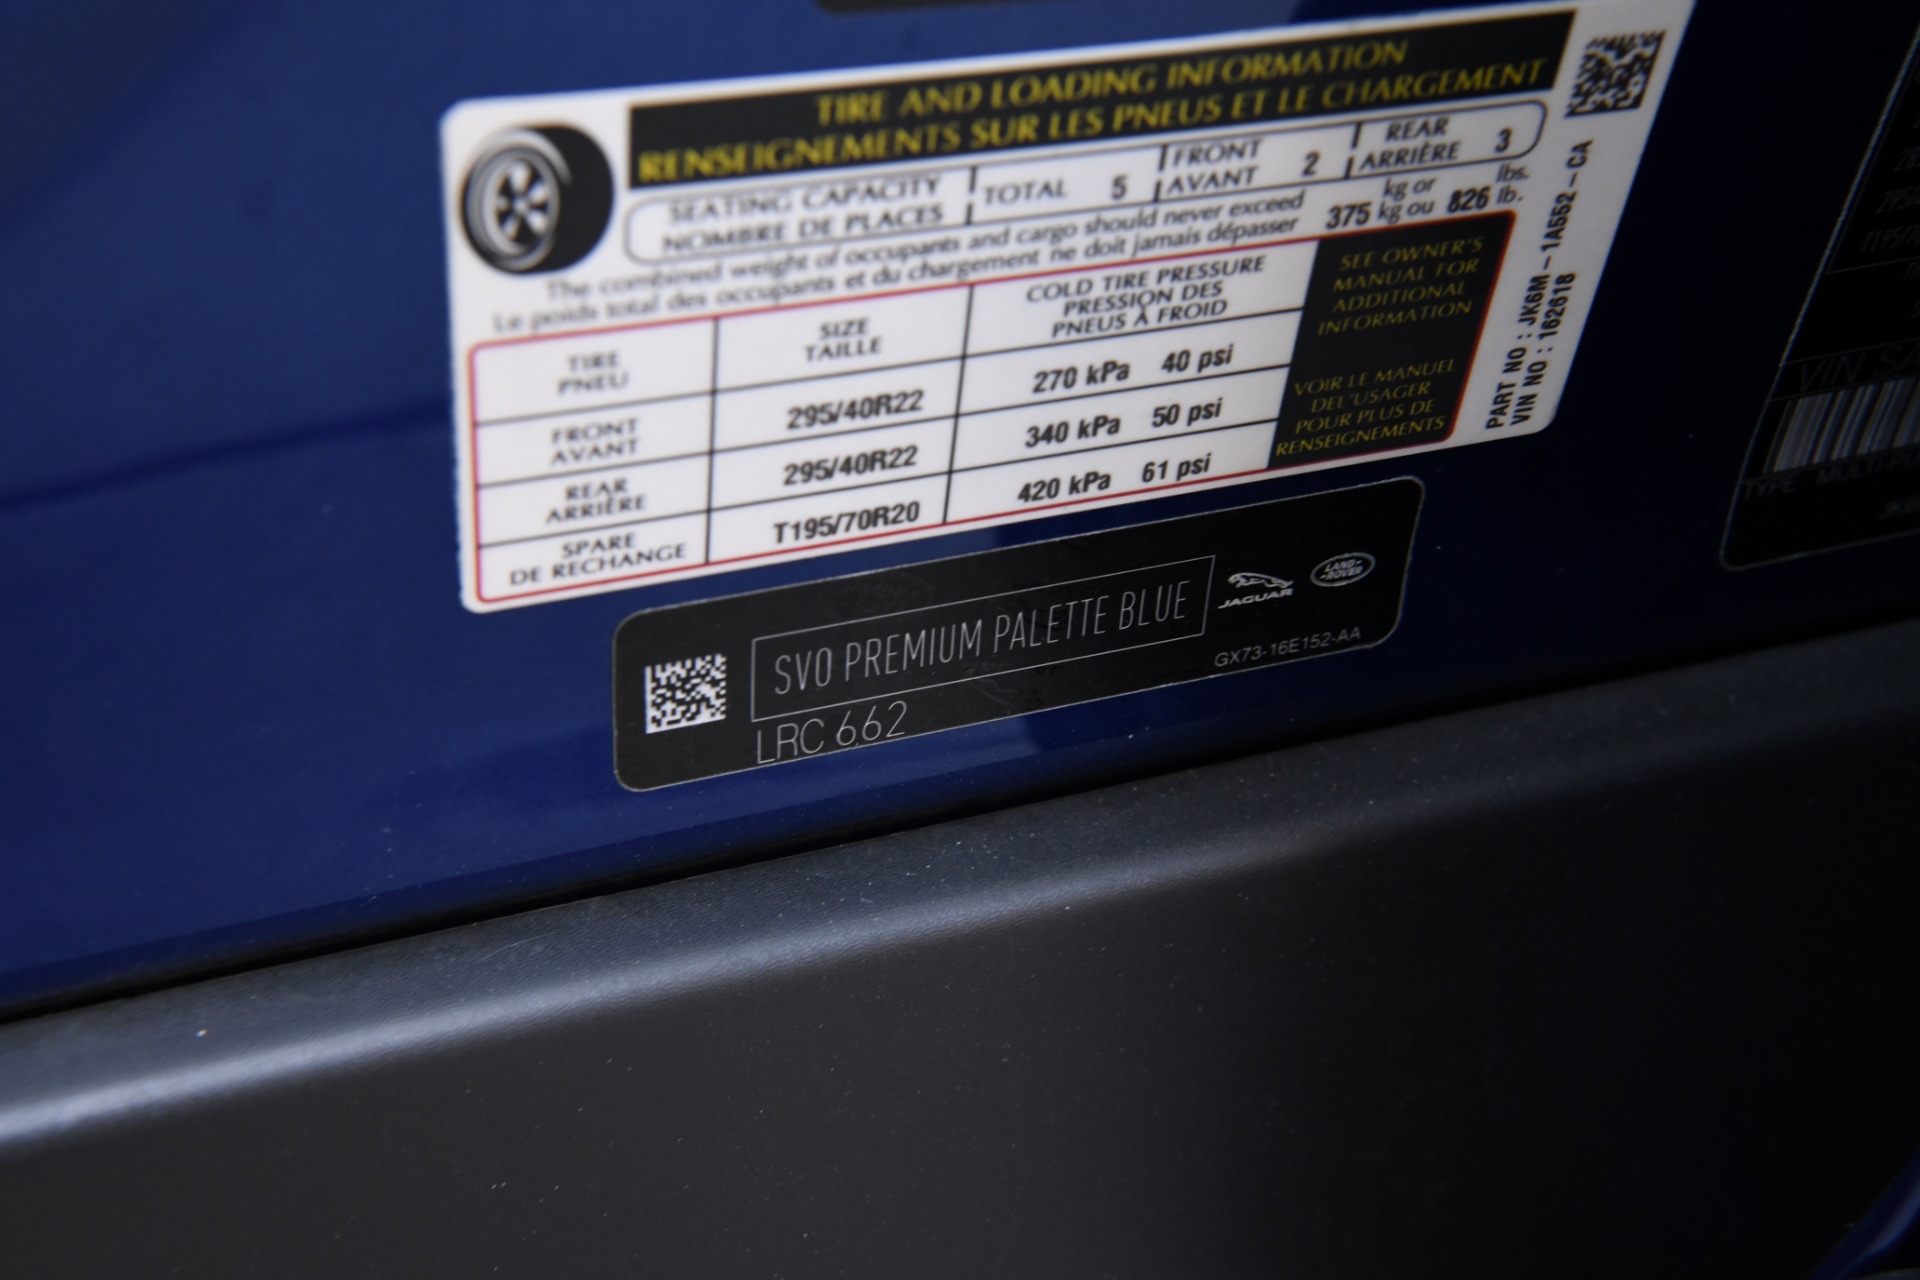 TIRE AND LOADING INFORMATION
RENSEIGNEMENTS SUR LES PNEUS ET LE CHARGEMENT
SEATING CAPACITY
NOMBRE DE PLACES
TOTAL 5
FRONT
AVANT
2
REAR
ARRIÈRE
3
The combined weight of occupants and cargo should never exceed
Le poids total des occupants et du chargement ne doit jamais dépasser
375 kg or
kg ou 826 lbs.
lb.
TIRE
PNEU
SIZE
TAILLE
COLD TIRE PRESSURE
PRESSION DES
PNEUS À FROID
FRONT
AVANT
295/40R22
270 kPa 40 psi
REAR
ARRIÈRE
295/40R22
340 kPa 50 psi
SPARE
DE RECHANGE
T195/70R20
420 kPa 61 psi
SEE OWNER'S
MANUAL FOR
ADDITIONAL
INFORMATION
VOIR LE MANUEL
DEL'USAGER
POUR PLUS DE
RENSEIGNEMENTS
PART NO : JK6M-1A552-CA
VIN NO : 162618
SVO PREMIUM PALETTE BLUE
LRC 662
JAGUAR
LAND-
-ROVER
GX73-16E152-AA
VIN
TYPE